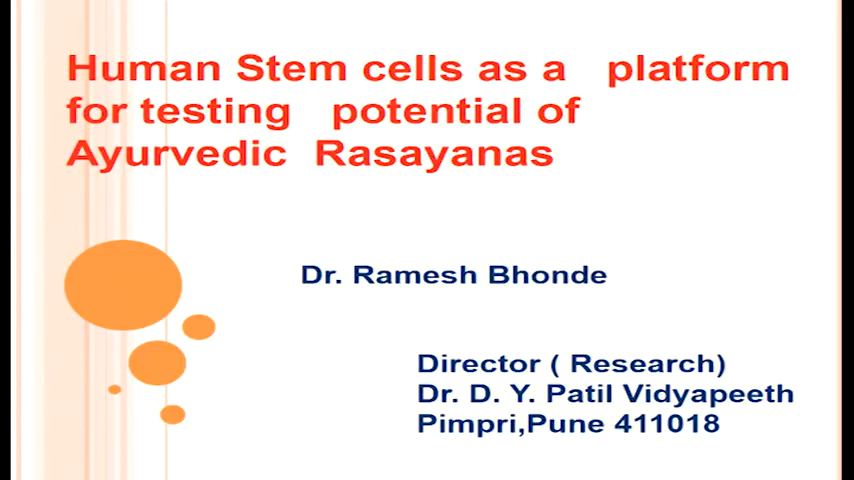 Human Stem cells as a platform
for testing potential of
Ayurvedic Rasayanas
Dr. Ramesh Bhonde
Director ( Research)
Dr. D. Y. Patil Vidyapeeth
Pimpri,Pune 411018